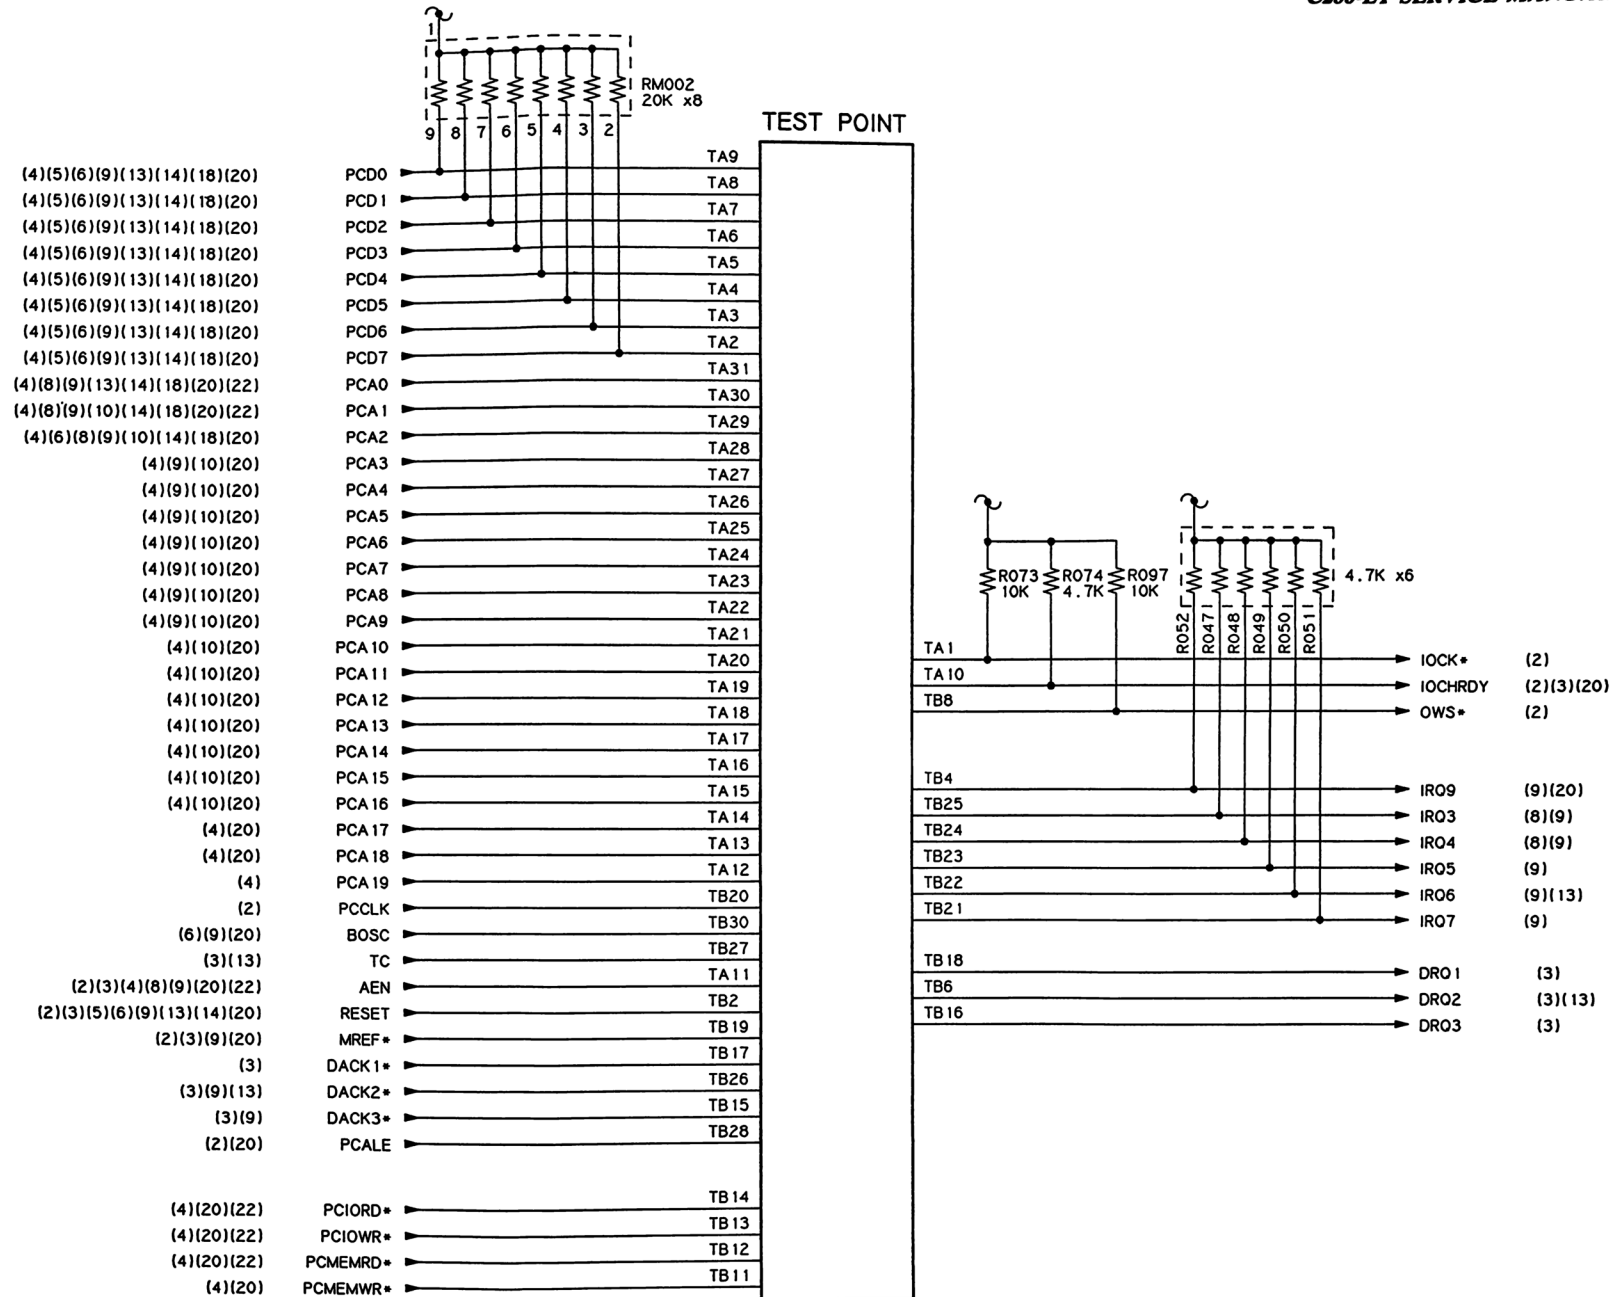 1
RM002
20K x8
9 8 7 6 5 4 3 2
TEST POINT
(4)(5)(6)(9)(13)(14)(18)(20) PCD0 TA9
(4)(5)(6)(9)(13)(14)(18)(20) PCD1 TA8
(4)(5)(6)(9)(13)(14)(18)(20) PCD2 TA7
(4)(5)(6)(9)(13)(14)(18)(20) PCD3 TA6
(4)(5)(6)(9)(13)(14)(18)(20) PCD4 TA5
(4)(5)(6)(9)(13)(14)(18)(20) PCD5 TA4
(4)(5)(6)(9)(13)(14)(18)(20) PCD6 TA3
(4)(5)(6)(9)(13)(14)(18)(20) PCD7 TA2
(4)(8)(9)(13)(14)(18)(20)(22) PCA0 TA31
(4)(8)(9)(10)(14)(18)(20)(22) PCA1 TA30
(4)(6)(8)(9)(10)(14)(18)(20) PCA2 TA29
(4)(9)(10)(20) PCA3 TA28
(4)(9)(10)(20) PCA4 TA27
(4)(9)(10)(20) PCA5 TA26
(4)(9)(10)(20) PCA6 TA25
(4)(9)(10)(20) PCA7 TA24
(4)(9)(10)(20) PCA8 TA23
(4)(9)(10)(20) PCA9 TA22
(4)(10)(20) PCA10 TA21
(4)(10)(20) PCA11 TA20
(4)(10)(20) PCA12 TA19
(4)(10)(20) PCA13 TA18
(4)(10)(20) PCA14 TA17
(4)(10)(20) PCA15 TA16
(4)(10)(20) PCA16 TA15
(4)(20) PCA17 TA14
(4)(20) PCA18 TA13
(4) PCA19 TA12
(2) PCCLK TB20
(6)(9)(20) BOSC TB30
(3)(13) TC TB27
(2)(3)(4)(8)(9)(20)(22) AEN TA11
(2)(3)(5)(6)(9)(13)(14)(20) RESET TB2
(2)(3)(9)(20) MREF* TB19
(3) DACK1* TB17
(3)(9)(13) DACK2* TB26
(3)(9) DACK3* TB15
(2)(20) PCALE TB28
(4)(20)(22) PCIORD* TB14
(4)(20)(22) PCIOWR* TB13
(4)(20)(22) PCMEMRD* TB12
(4)(20) PCMEMWR* TB11
R073 10K
R074 4.7K
R097 10K
4.7K x6
R052
R047
R048
R049
R050
R051
TA1 IOCK* (2)
TA10 IOCHRDY (2)(3)(20)
TB8 OWS* (2)
TB4 IRQ9 (9)(20)
TB25 IRQ3 (8)(9)
TB24 IRQ4 (8)(9)
TB23 IRQ5 (9)
TB22 IRQ6 (9)(13)
TB21 IRQ7 (9)
TB18 DRQ1 (3)
TB6 DRQ2 (3)(13)
TB16 DRQ3 (3)